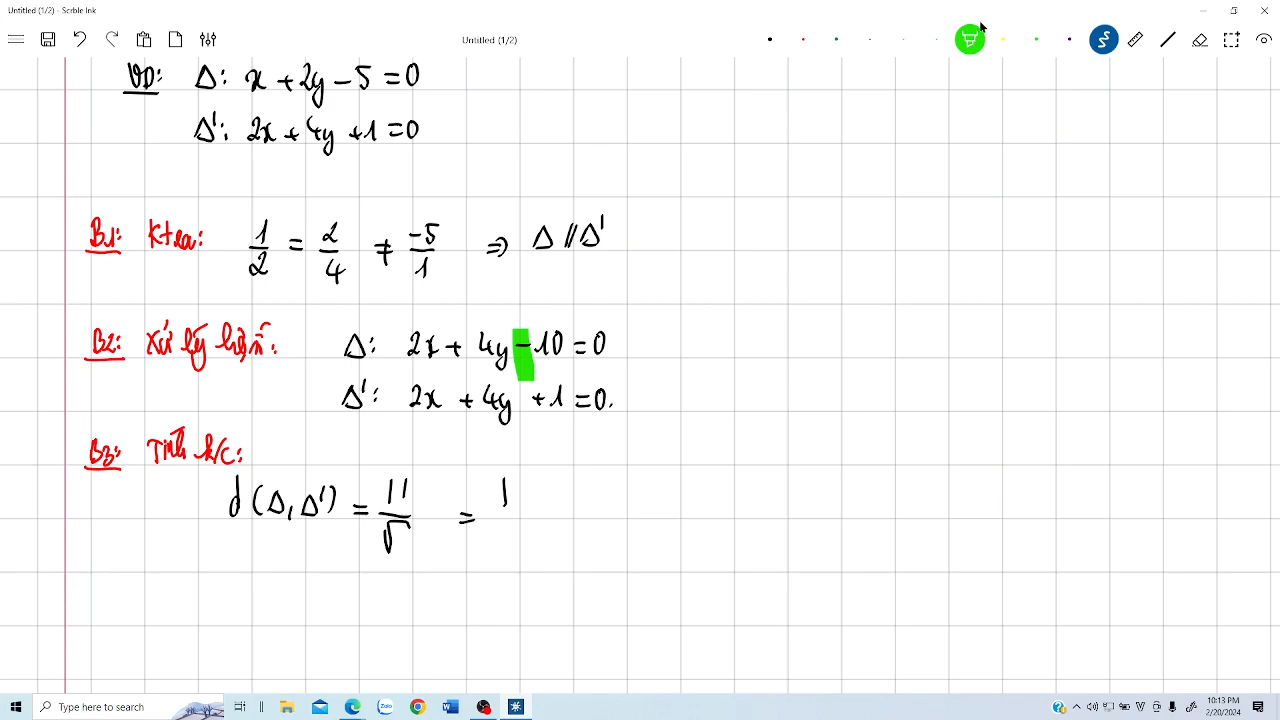 Untitled (1/2) - Scrble Ink
Untitled (1/2)
VD: Δ: x + 2y - 5 = 0
Δ': 2x + 4y + 1 = 0
B1: Ktra: 1/2 = 2/4 ≠ -5/1 ⇒ Δ // Δ'
B2: Xử lý hệ số: Δ: 2x + 4y - 10 = 0
Δ': 2x + 4y + 1 = 0.
B3: Tính k/c:
d(Δ, Δ') = | |/√ = |
Type here to search
Zalo
10:13 PM
2/20/2024